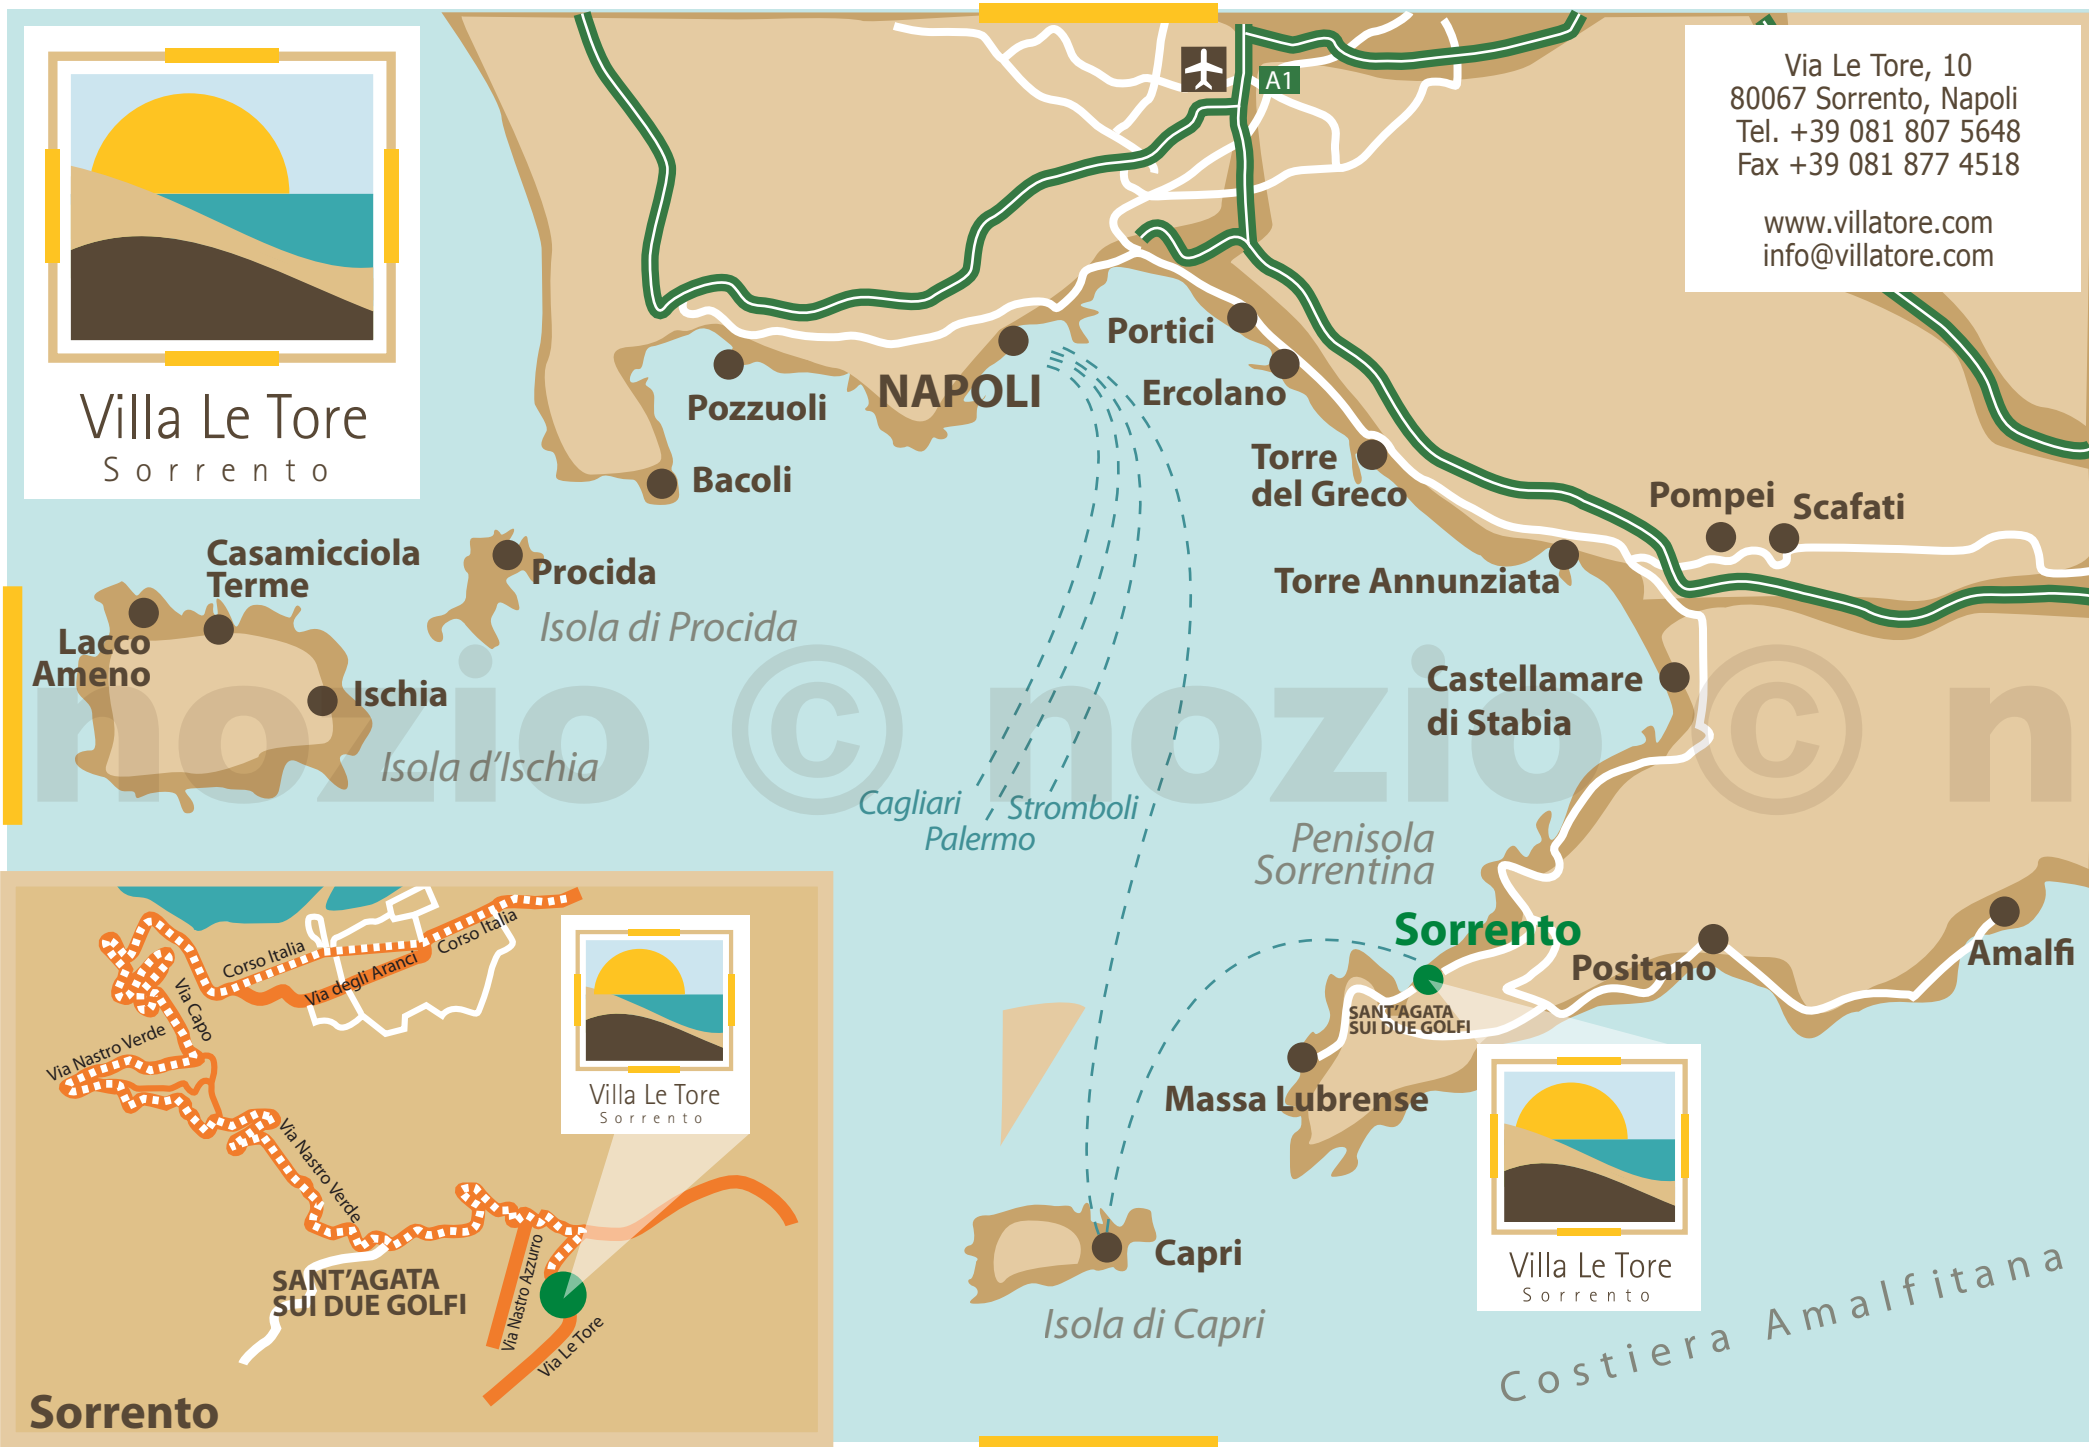 Villa Le Tore
Sorrento
A1
Via Le Tore, 10
80067 Sorrento, Napoli
Tel. +39 081 807 5648
Fax +39 081 877 4518
www.villatore.com
info@villatore.com
Portici
NAPOLI
Ercolano
Pozzuoli
Bacoli
Torre
del Greco
Pompei
Scafati
Casamicciola
Terme
Procida
Torre Annunziata
Isola di Procida
Lacco
Ameno
Ischia
Castellamare
di Stabia
Isola d'Ischia
nozio © nozio © n
Cagliari
Stromboli
Palermo
Penisola
Sorrentina
Sorrento
Positano
Amalfi
SANT'AGATA
SUI DUE GOLFI
Massa Lubrense
Capri
Isola di Capri
Villa Le Tore
Sorrento
Costiera Amalfitana
Corso Italia
Corso Italia
Via degli Aranci
Via Capo
Via Nastro Verde
Via Nastro Verde
Villa Le Tore
Sorrento
SANT'AGATA
SUI DUE GOLFI
Via Nastro Azzurro
Via Le Tore
Sorrento